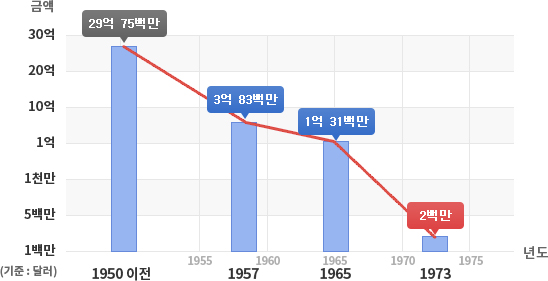 금액
29억 75백만
30억
20억
3억 83백만
10억
1억 31백만
1억
1천만
2백만
5백만
1백만
년도
(기준 : 달러)
1955 1960 1965 1970 1975
1950 이전 1957 1965 1973